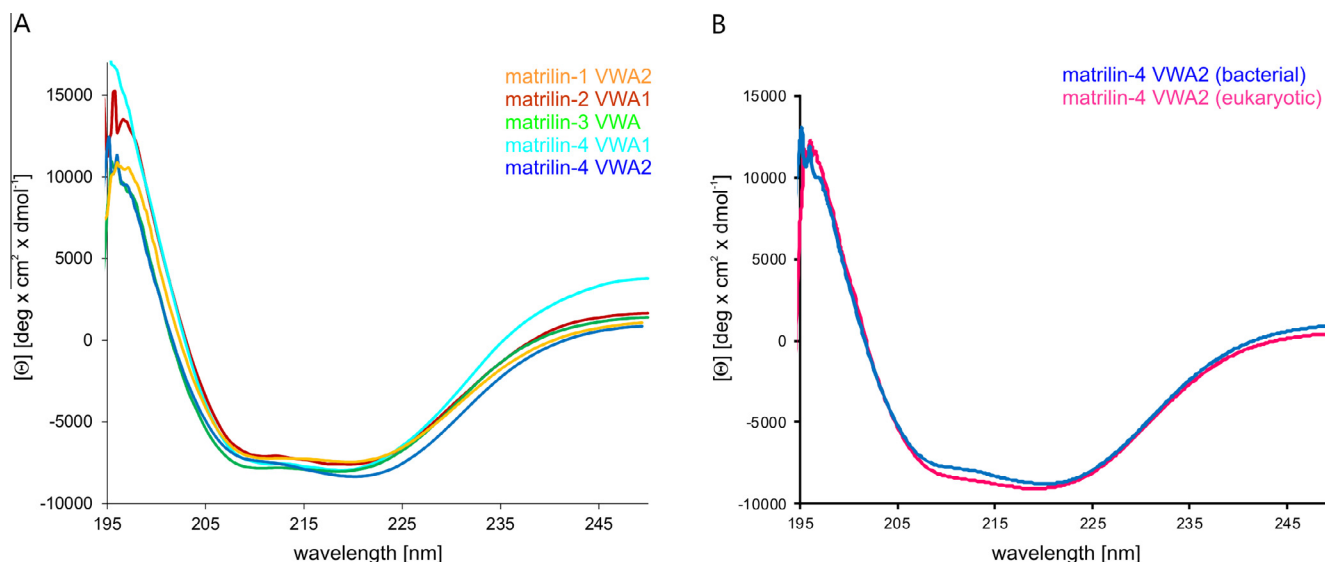 A
matrilin-1 VWA2
matrilin-2 VWA1
matrilin-3 VWA
matrilin-4 VWA1
matrilin-4 VWA2
15000
10000
5000
0
-5000
-10000
[Θ] [deg x cm² x dmol⁻¹]
195 205 215 225 235 245
wavelength [nm]
B
matrilin-4 VWA2 (bacterial)
matrilin-4 VWA2 (eukaryotic)
15000
10000
5000
0
-5000
-10000
[Θ] [deg x cm² x dmol⁻¹]
195 205 215 225 235 245
wavelength [nm]